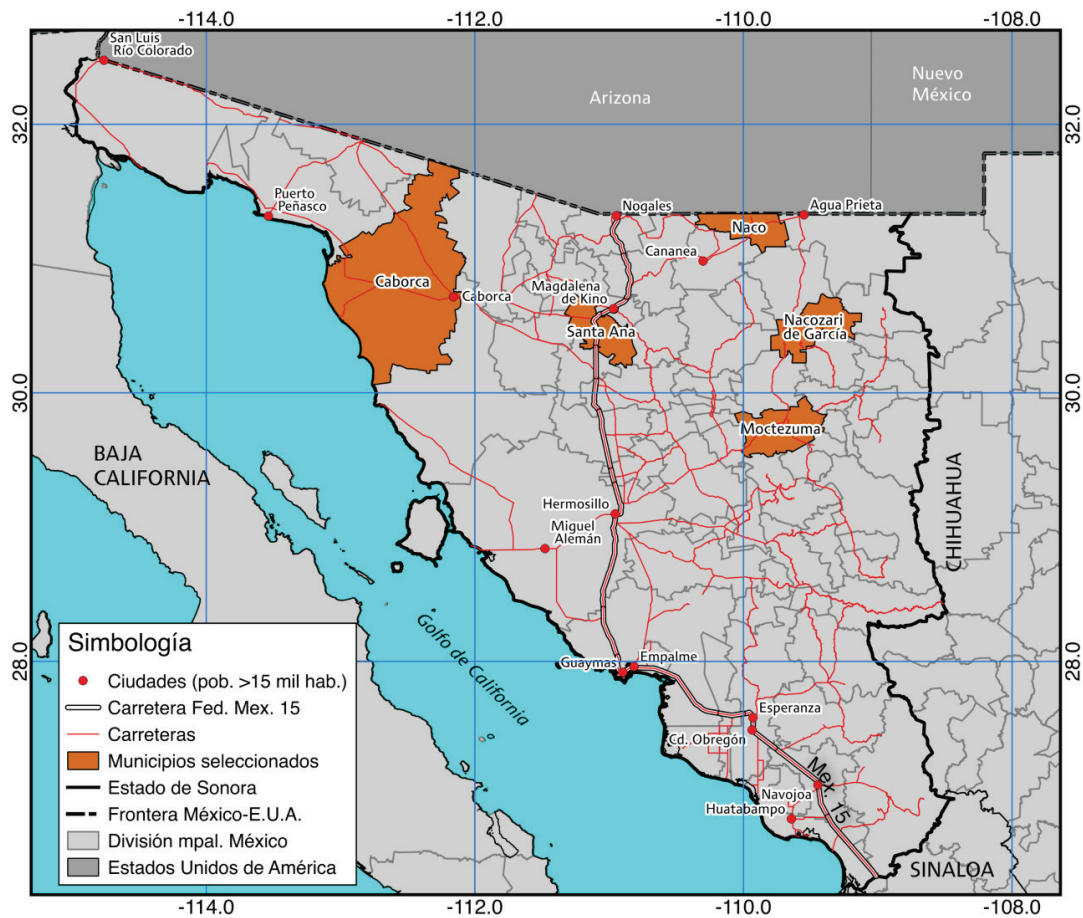 -114.0
-112.0
-110.0
-108.0
San Luis
Río Colorado
Arizona
Nuevo
México
32.0
32.0
Puerto
Peñasco
Nogales
Agua Prieta
Naco
Cananea
Caborca
Caborca
Magdalena
de Kino
Santa Ana
Nacozari
de García
30.0
30.0
Moctezuma
BAJA
CALIFORNIA
CHIHUAHUA
Hermosillo
Miguel
Alemán
Golfo de California
28.0
28.0
Guaymas
Empalme
Esperanza
Cd. Obregón
Mex. 15
Navojoa
Huatabampo
SINALOA
Simbología
Ciudades (pob. >15 mil hab.)
Carretera Fed. Mex. 15
Carreteras
Municipios seleccionados
Estado de Sonora
Frontera México-E.U.A.
División mpal. México
Estados Unidos de América
-114.0
-112.0
-110.0
-108.0